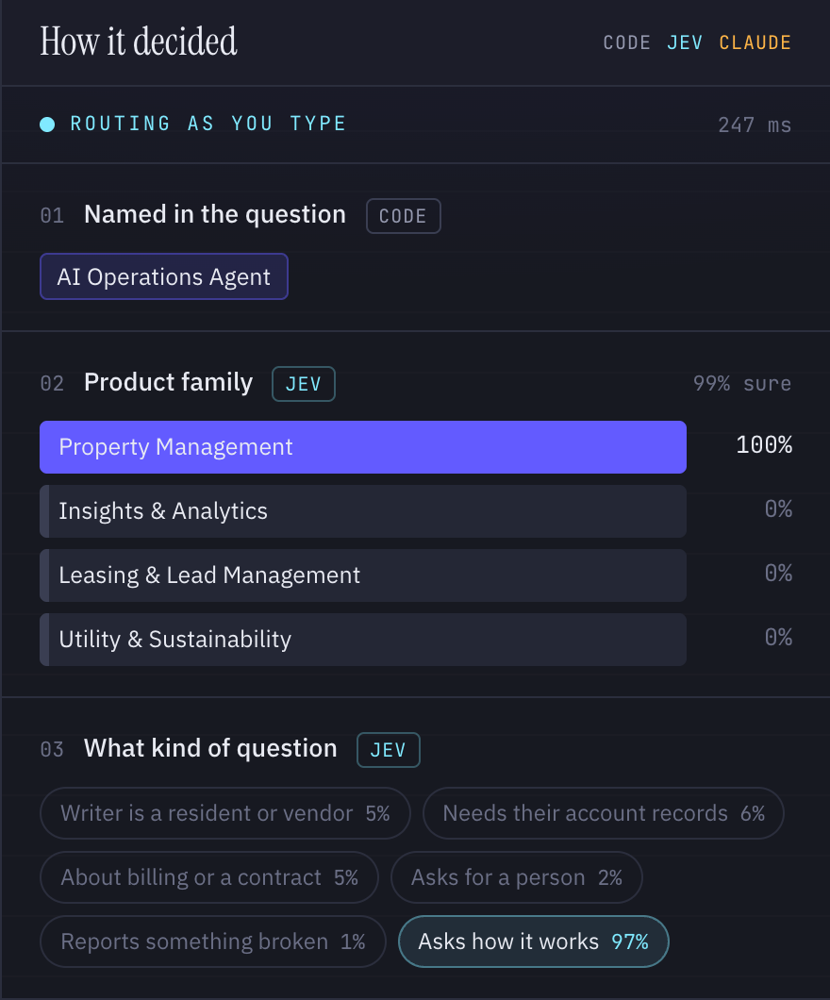 How it decided CODE JEV CLAUDE
ROUTING AS YOU TYPE 247 ms
01 Named in the question CODE
AI Operations Agent
02 Product family JEV 99% sure
Property Management 100%
Insights & Analytics 0%
Leasing & Lead Management 0%
Utility & Sustainability 0%
03 What kind of question JEV
Writer is a resident or vendor 5% Needs their account records 6%
About billing or a contract 5% Asks for a person 2%
Reports something broken 1% Asks how it works 97%